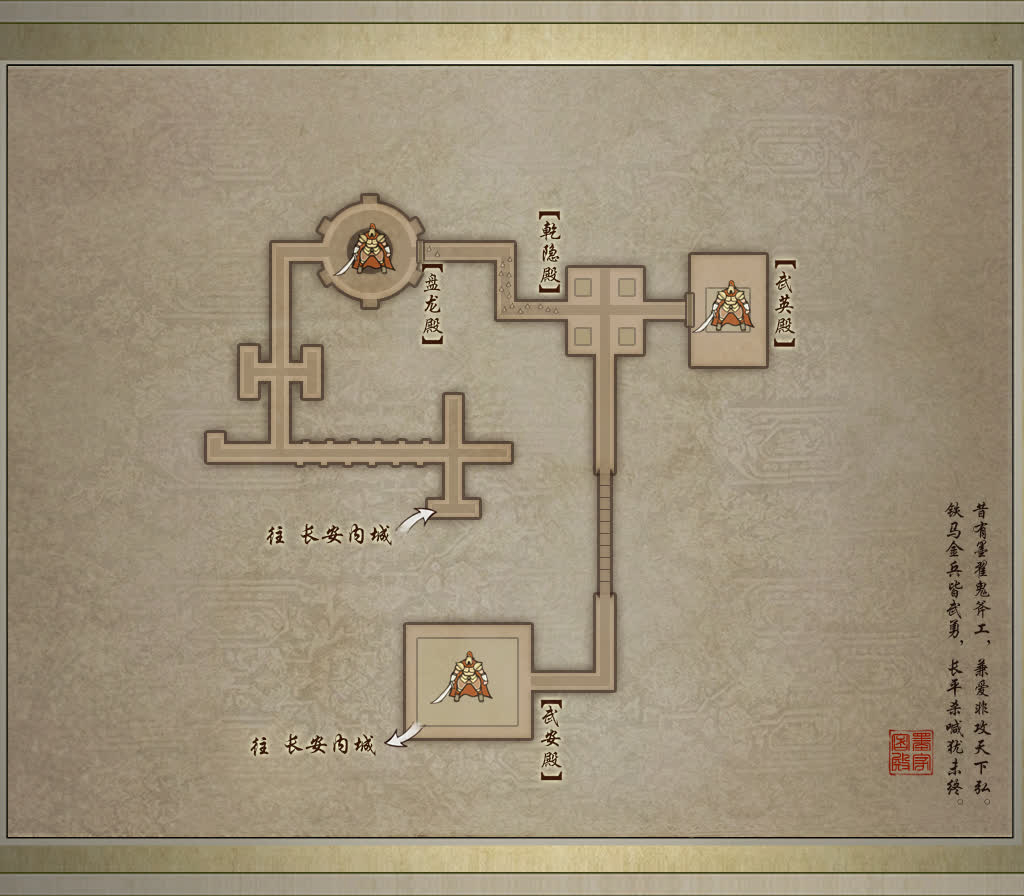 【乾隐殿】
【武英殿】
【盘龙殿】
往 长安内城
【武安殿】
往 长安内城
昔有墨翟鬼斧工，兼爱非攻天下弘。
铁马金兵皆武勇，长平杀喊犹未终。